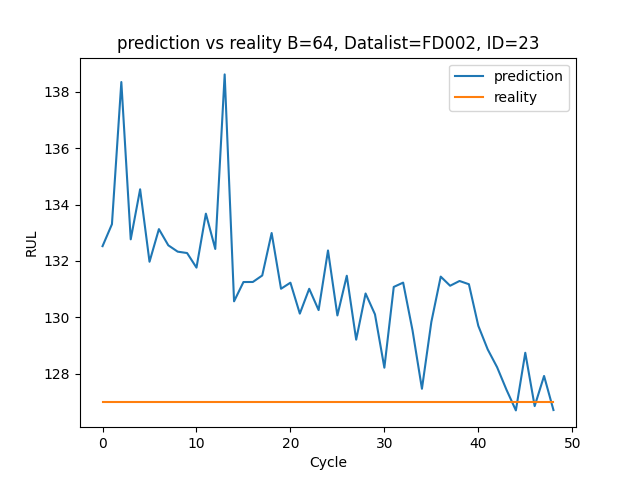 prediction vs reality B=64, Datalist=FD002, ID=23
prediction
reality
138
136
134
132
130
128
RUL
0
10
20
30
40
50
Cycle